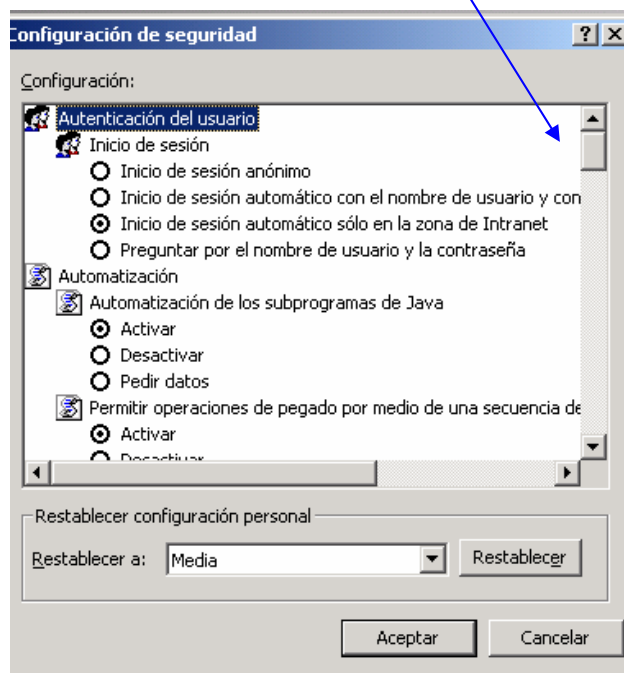 Configuración de seguridad
Configuración:
Autenticación del usuario
Inicio de sesión
Inicio de sesión anónimo
Inicio de sesión automático con el nombre de usuario y con
Inicio de sesión automático sólo en la zona de Intranet
Preguntar por el nombre de usuario y la contraseña
Automatización
Automatización de los subprogramas de Java
Activar
Desactivar
Pedir datos
Permitir operaciones de pegado por medio de una secuencia de
Activar
Desactivar
Restablecer configuración personal
Restablecer a: Media Restablecer
Aceptar Cancelar